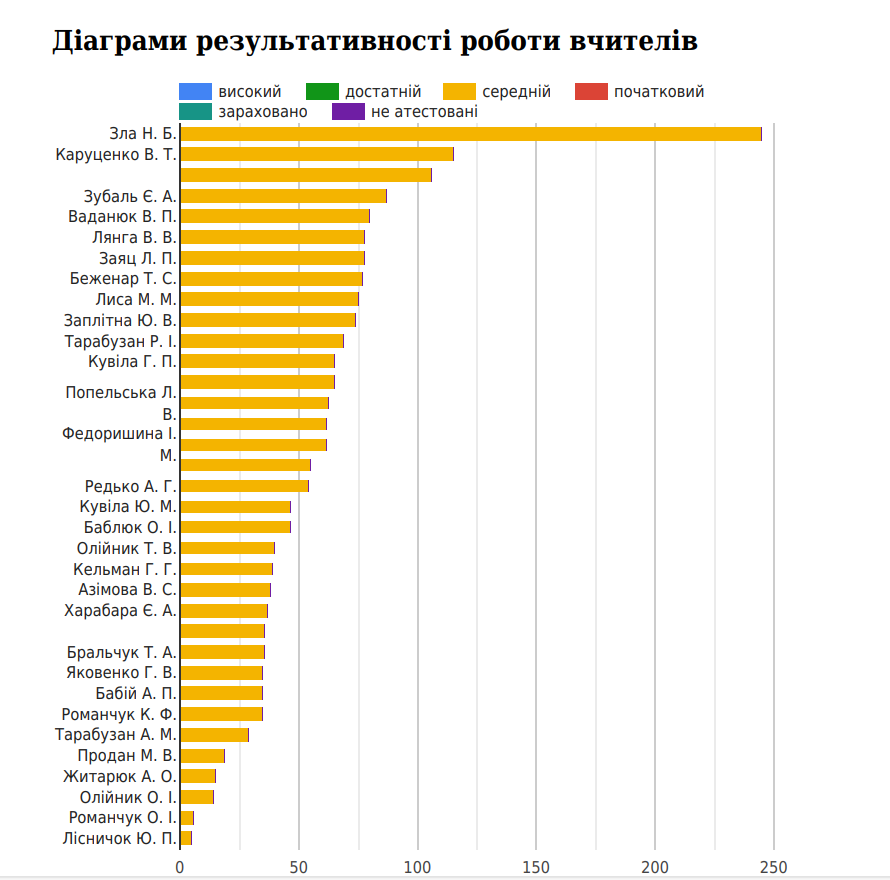 Діаграми результативності роботи вчителів
високий достатній середній початковий
зараховано не атестовані
Зла Н. Б.
Каруценко В. Т.
Зубаль Є. А.
Ваданюк В. П.
Лянга В. В.
Заяц Л. П.
Беженар Т. С.
Лиса М. М.
Заплітна Ю. В.
Тарабузан Р. І.
Кувіла Г. П.
Попельська Л.
В.
Федоришина І.
М.
Редько А. Г.
Кувіла Ю. М.
Баблюк О. І.
Олійник Т. В.
Кельман Г. Г.
Азімова В. С.
Харабара Є. А.
Бральчук Т. А.
Яковенко Г. В.
Бабій А. П.
Романчук К. Ф.
Тарабузан А. М.
Продан М. В.
Житарюк А. О.
Олійник О. І.
Романчук О. І.
Лісничок Ю. П.
0 50 100 150 200 250